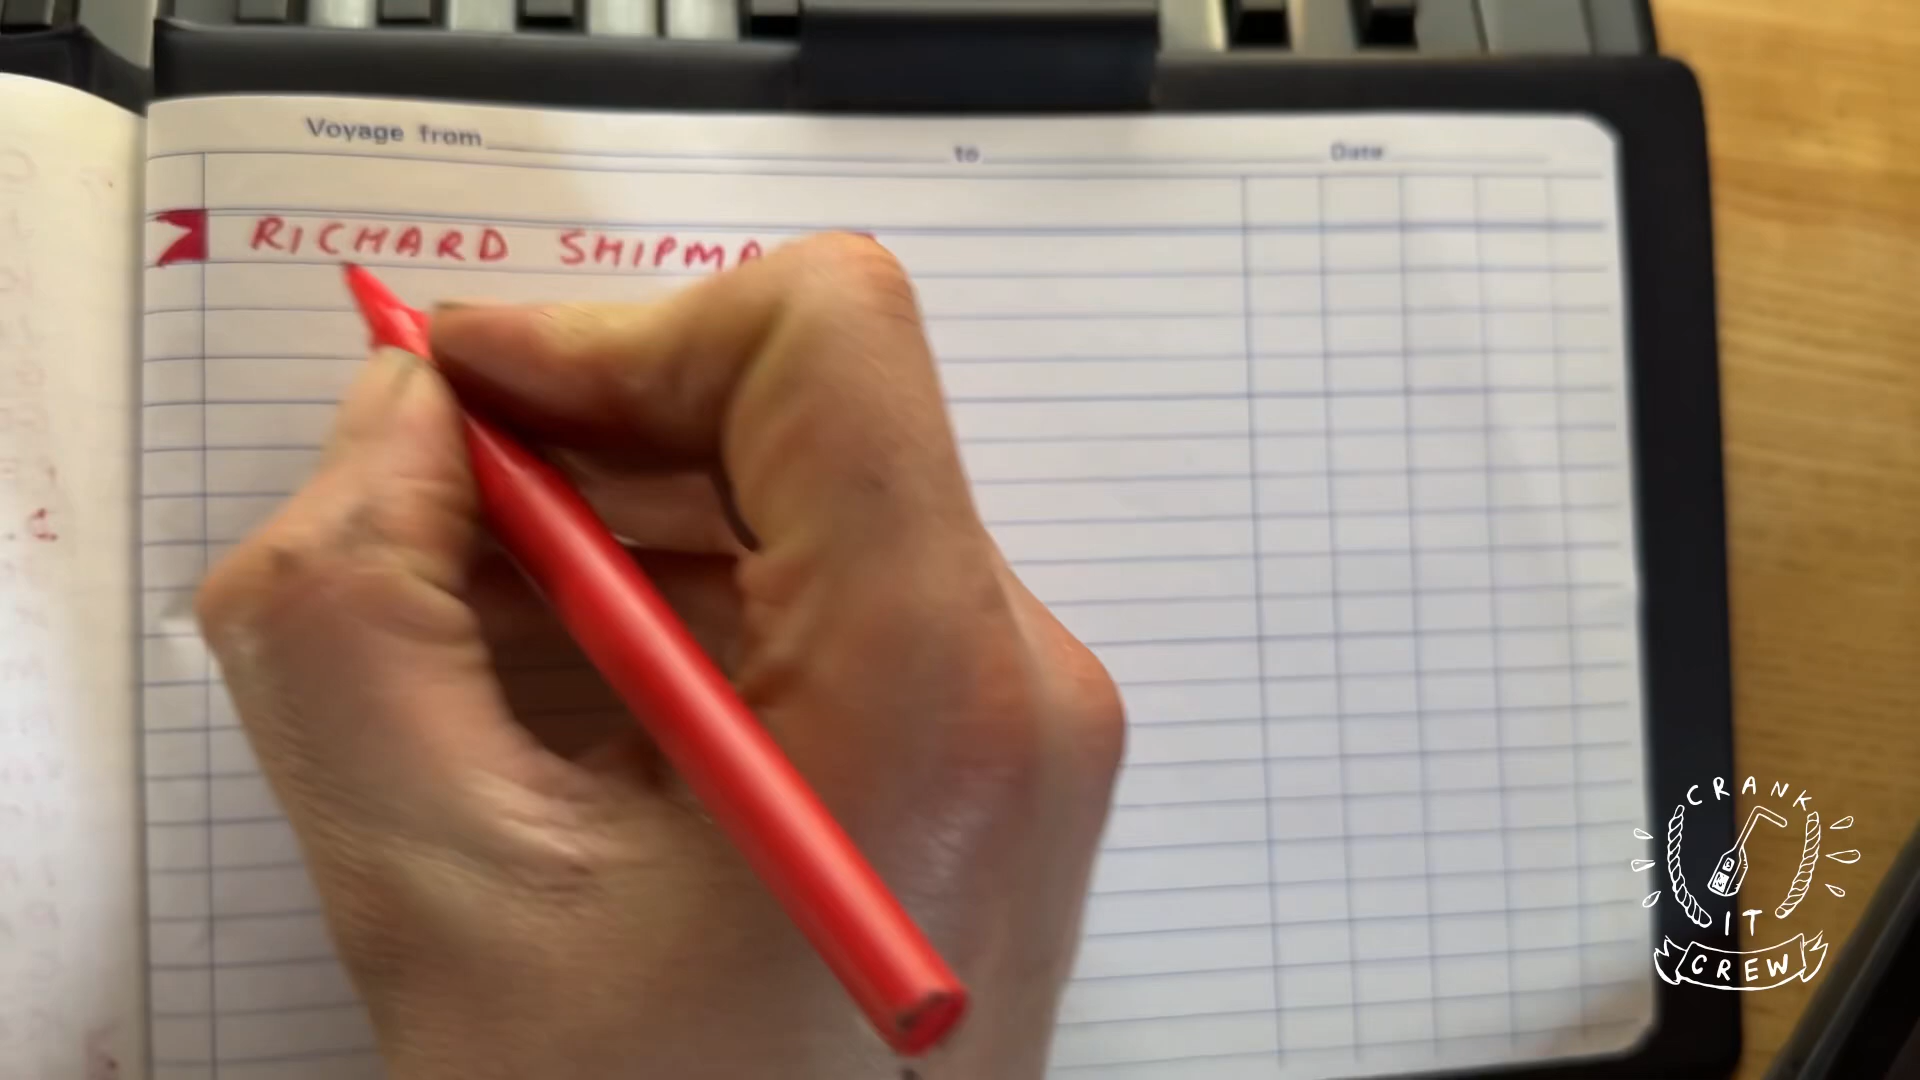 Voyage from to Date
RICHARD SHIPMA
CRANK
IT
CREW